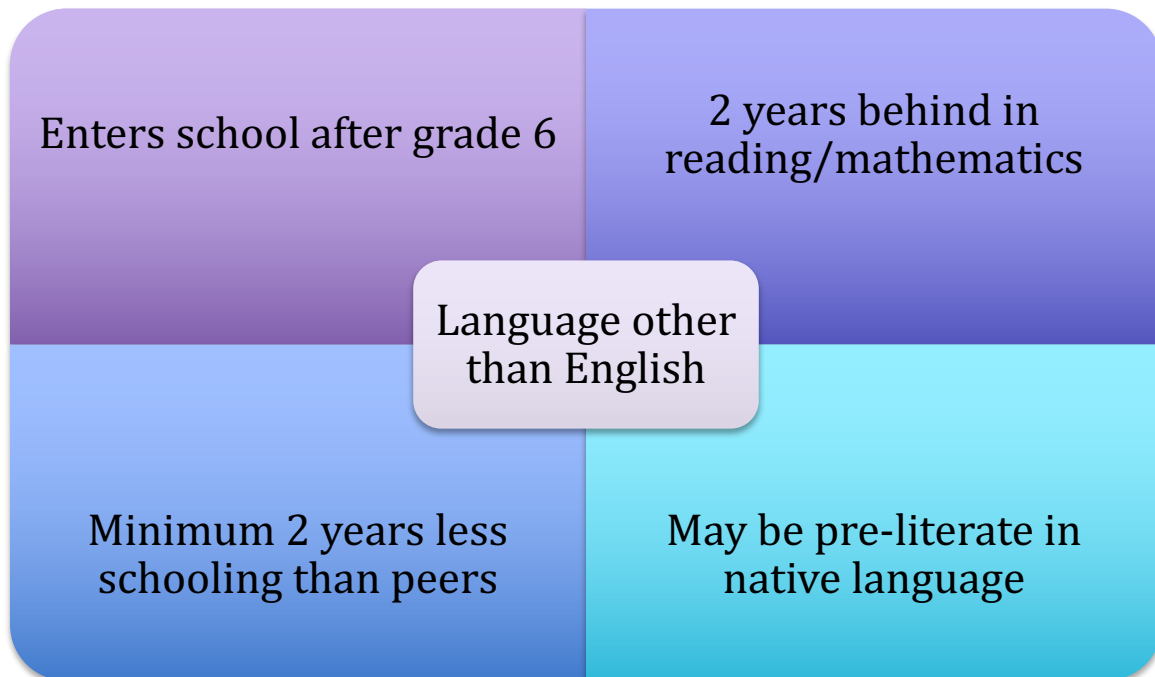 Enters school after grade 6
2 years behind in
reading/mathematics
Language other
than English
Minimum 2 years less
schooling than peers
May be pre-literate in
native language